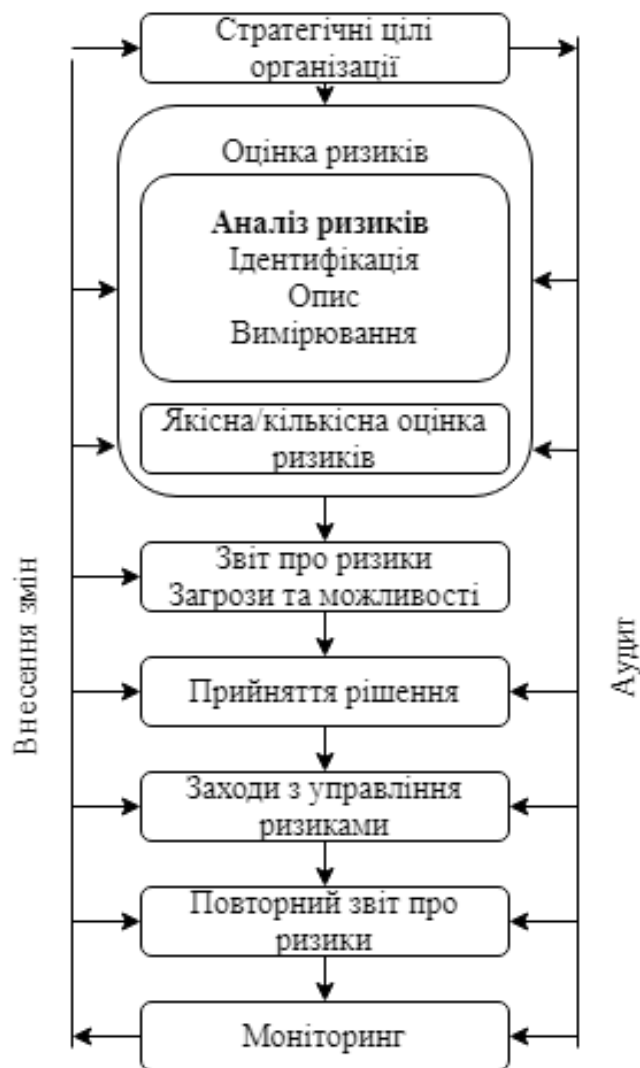 Стратегічні цілі
організації
Оцінка ризиків
Аналіз ризиків
Ідентифікація
Опис
Вимірювання
Якісна/кількісна оцінка
ризиків
Звіт про ризики
Загрози та можливості
Прийняття рішення
Заходи з управління
ризиками
Повторний звіт про
ризики
Моніторинг
Внесення змін
Аудит